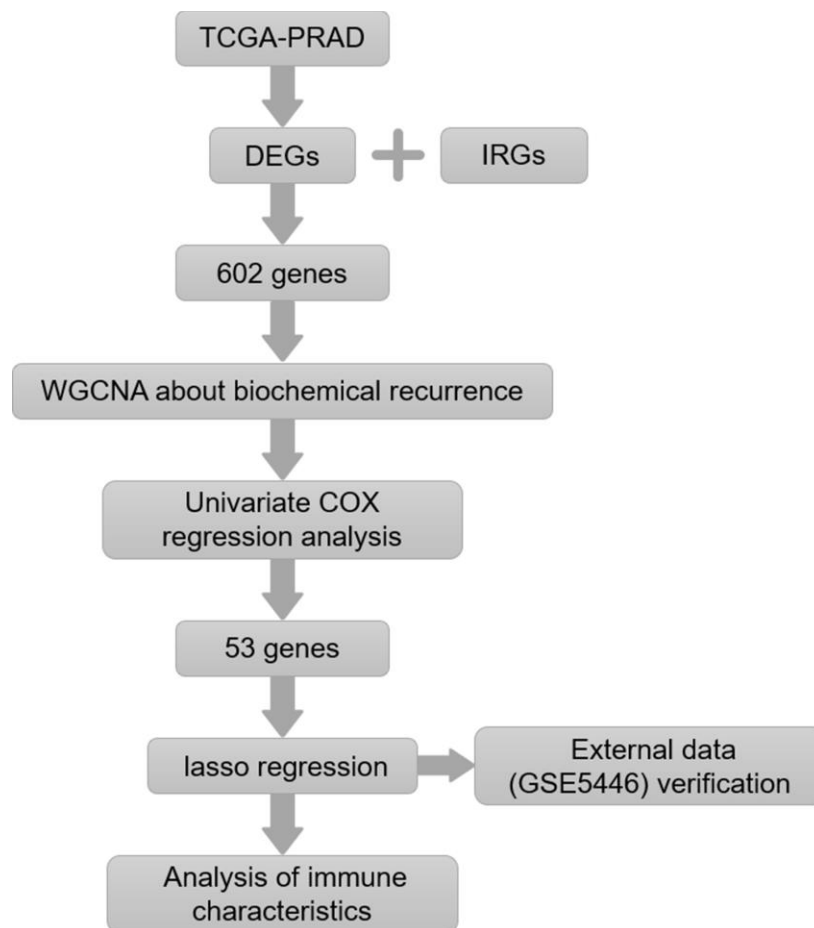 TCGA-PRAD
DEGs
IRGs
602 genes
WGCNA about biochemical recurrence
Univariate COX
regression analysis
53 genes
lasso regression
External data
(GSE5446) verification
Analysis of immune
characteristics